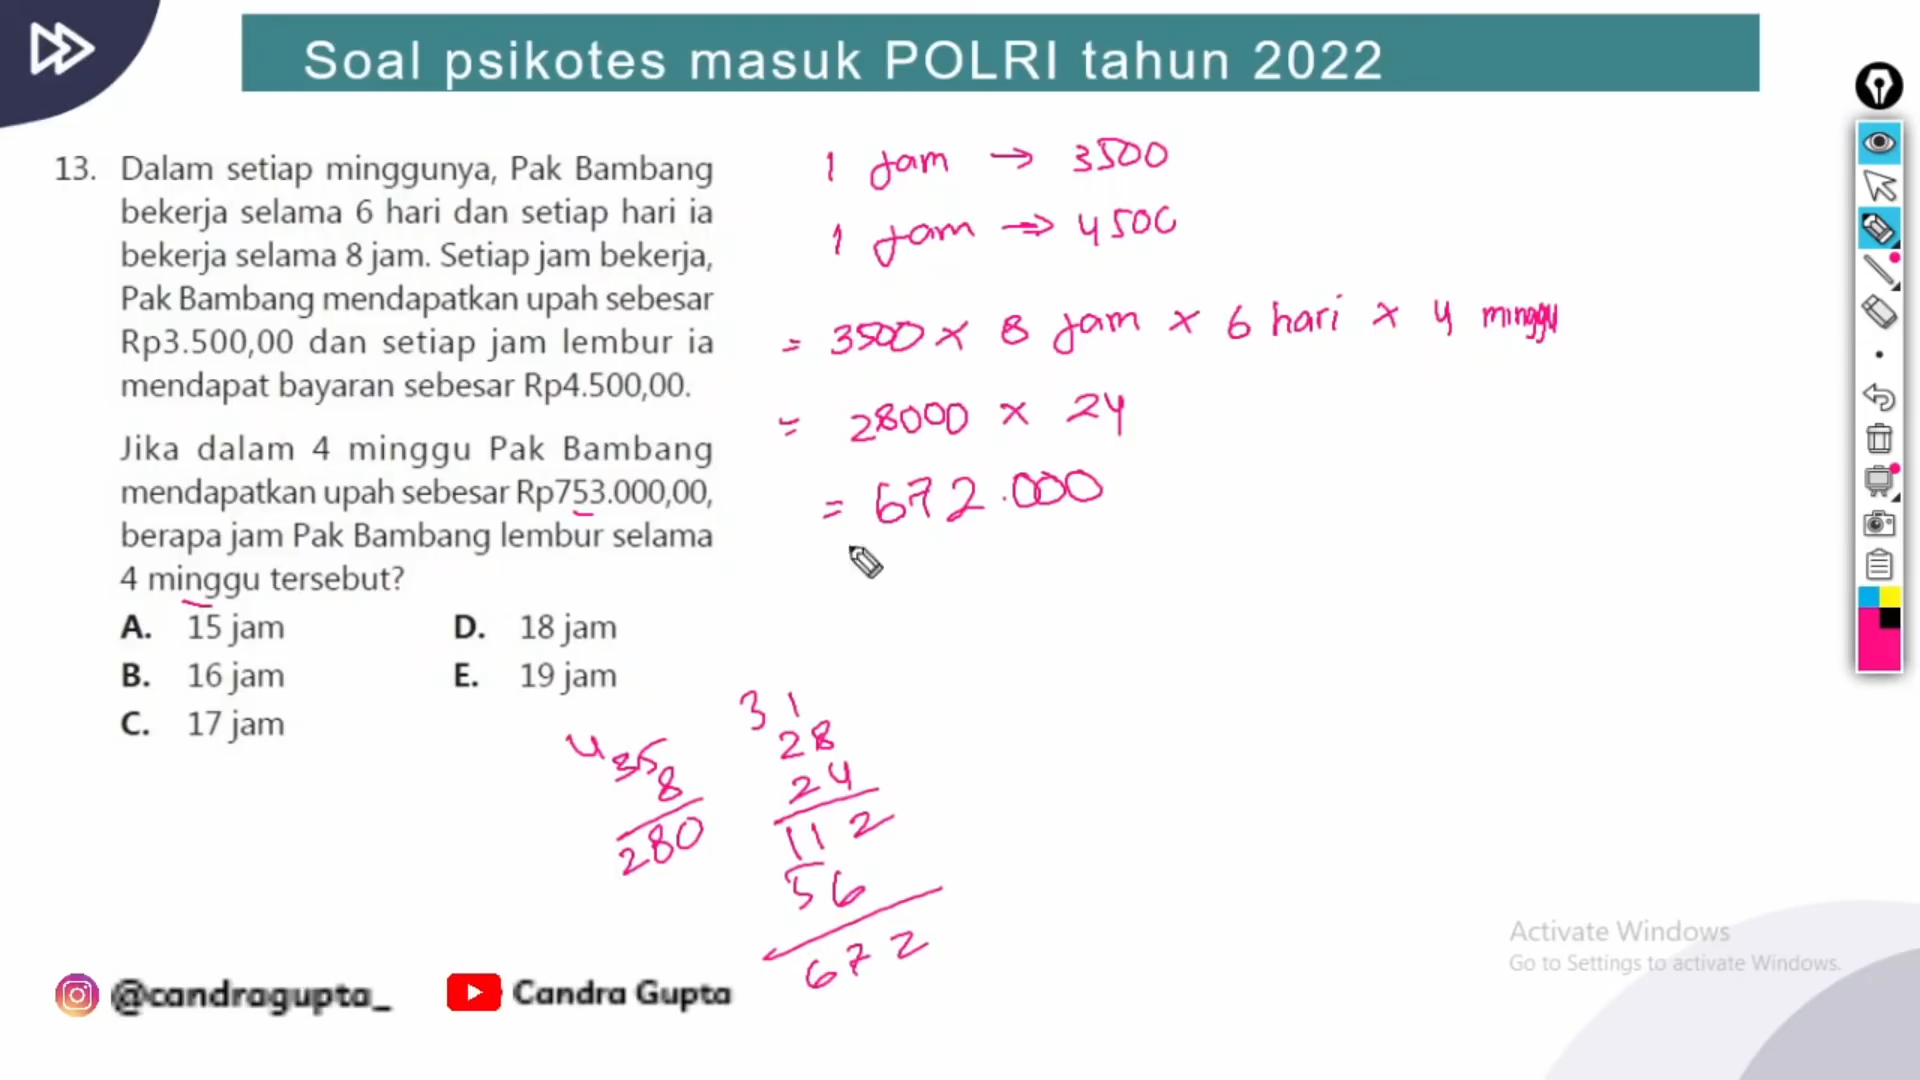 Soal psikotes masuk POLRI tahun 2022
13. Dalam setiap minggunya, Pak Bambang
bekerja selama 6 hari dan setiap hari ia
bekerja selama 8 jam. Setiap jam bekerja,
Pak Bambang mendapatkan upah sebesar
Rp3.500,00 dan setiap jam lembur ia
mendapat bayaran sebesar Rp4.500,00.
Jika dalam 4 minggu Pak Bambang
mendapatkan upah sebesar Rp753.000,00,
berapa jam Pak Bambang lembur selama
4 minggu tersebut?
A. 15 jam
B. 16 jam
C. 17 jam
D. 18 jam
E. 19 jam
1 jam → 3500
1 jam → 4500
= 3500 × 8 jam × 6 hari × 4 minggu
= 28000 × 24
= 672.000
4
35
8
280
3 1
28
24
112
56
672
@candragupta_
Candra Gupta
Activate Windows
Go to Settings to activate Windows.